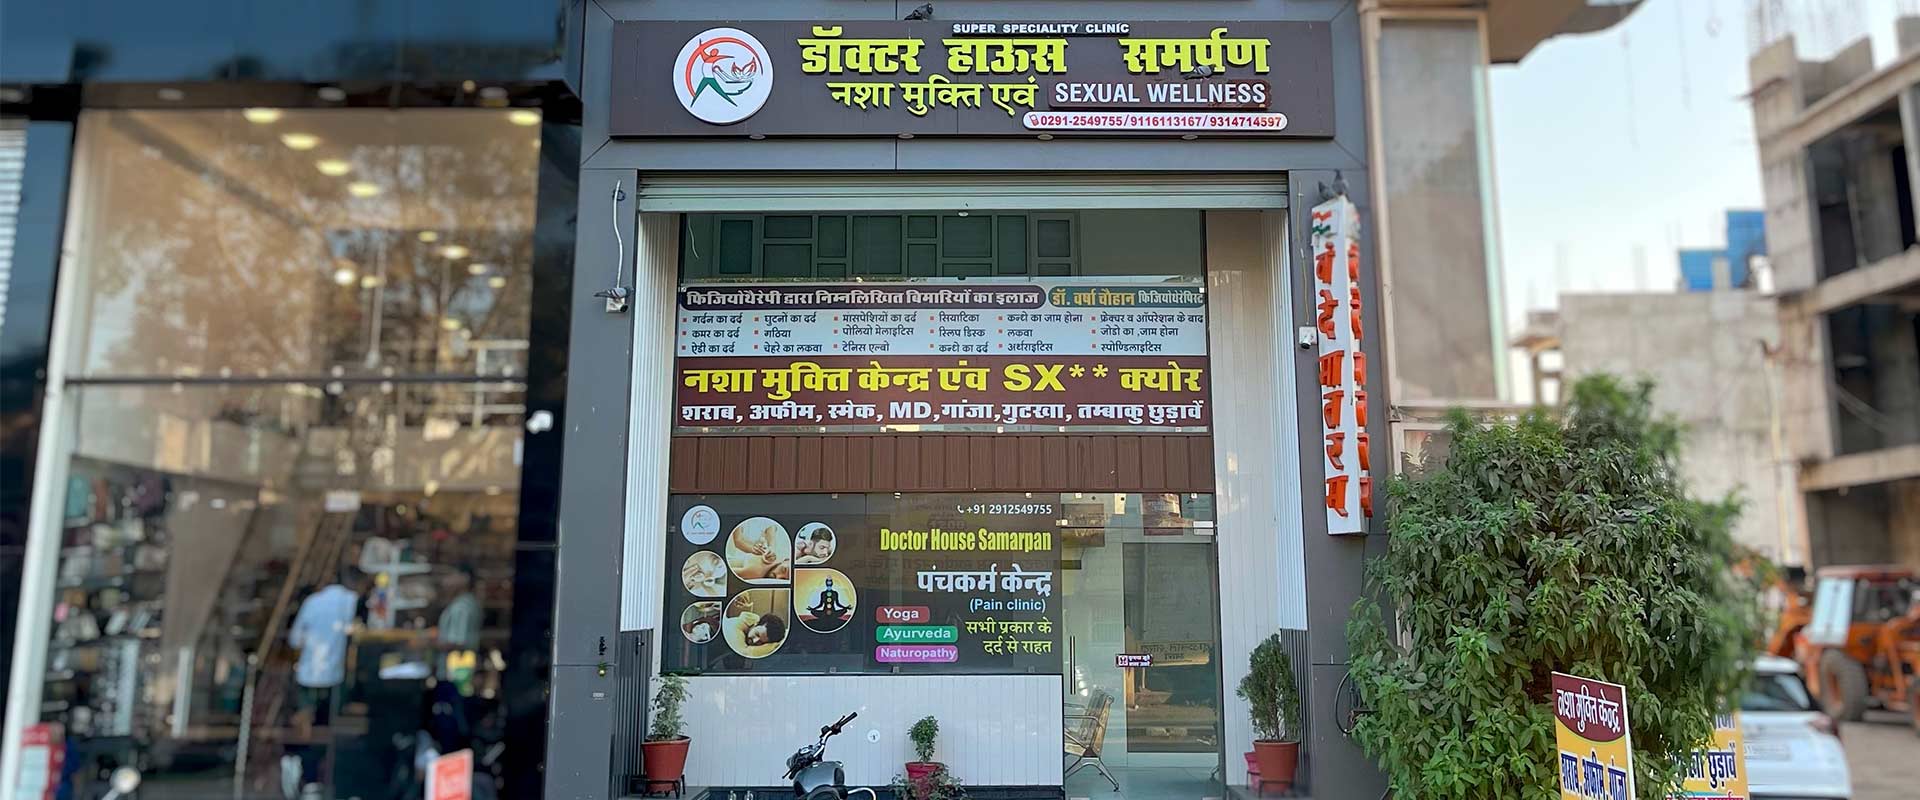 SUPER SPECIALITY CLINIC
डॉक्टर हाऊस समर्पण
नशा मुक्ति एवं SEXUAL WELLNESS
0291-2549755/9116113167/9314714597
फिजियोथैरेपी द्वारा निम्नलिखित बिमारियों का इलाज डॉ. वर्षा चौहान फिजियोथेरेपिस्ट
गर्दन का दर्द घुटनों का दर्द मांसपेशियों का दर्द सियाटिका कन्धे का जाम होना फ्रेक्चर व ऑपरेशन के बाद
कमर का दर्द गठिया पोलियो मेलाइटिस स्लिप डिस्क लकवा जोडो का ,जाम होना
ऐडी का दर्द चेहरे का लकवा टेनिस एल्बो कन्धे का दर्द अर्थराइटिस स्पोण्डिलाइटिस
नशा मुक्ति केन्द्र एंव SX** क्योर
शराब, अफीम, स्मेक, MD,गांजा,गुटखा, तम्बाकु छुड़ावें
वंदे मातरम
+91 2912549755
Doctor House Samarpan
पंचकर्म केन्द्र
(Pain clinic)
Yoga
Ayurveda
Naturopathy
सभी प्रकार के
दर्द से राहत
नशा मुक्ति केन्द्र
शराब, अफीम, गांजा
छुड़ावें